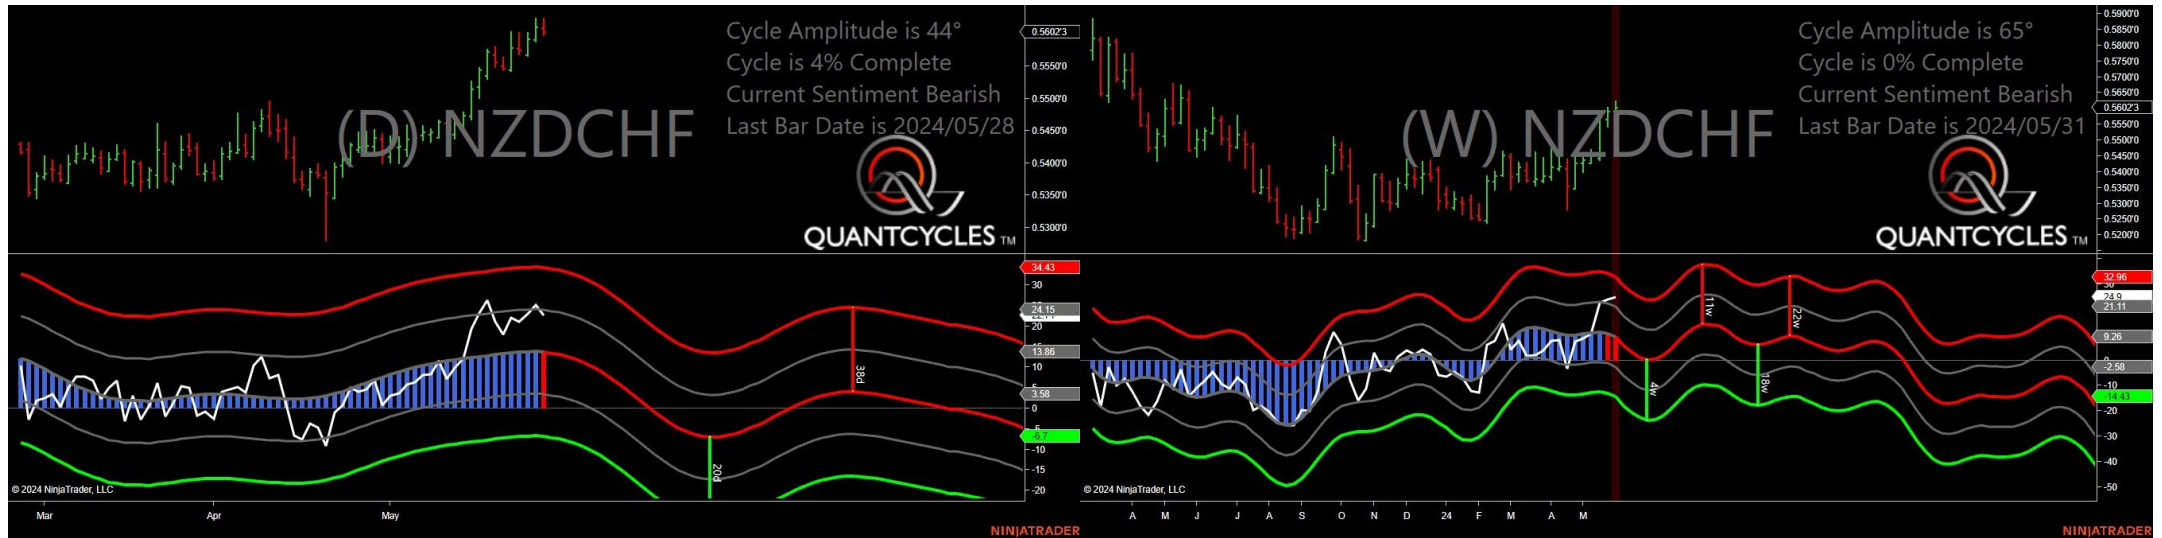 Cycle Amplitude is 44°
Cycle is 4% Complete
Current Sentiment Bearish
Last Bar Date is 2024/05/28
(D) NZDCHF
QUANTCYCLES TM
0.5602'3
0.5550'0
0.5500'0
0.5450'0
0.5400'0
0.5350'0
0.5300'0
34.43
30
24.15
20
13.86
10
5
3.58
0
-5
-6.7
-10
-15
-20
38d
20d
© 2024 NinjaTrader, LLC
Mar
Apr
May
NINJATRADER
Cycle Amplitude is 65°
Cycle is 0% Complete
Current Sentiment Bearish
Last Bar Date is 2024/05/31
(W) NZDCHF
QUANTCYCLES TM
0.5900'0
0.5850'0
0.5800'0
0.5750'0
0.5700'0
0.5650'0
0.5602'3
0.5550'0
0.5500'0
0.5450'0
0.5400'0
0.5350'0
0.5300'0
0.5250'0
0.5200'0
32.96
30
24.9
21.11
9.26
0
-2.58
-10
-14.43
-20
-30
-40
-50
11w
22w
4w
18w
© 2024 NinjaTrader, LLC
A
M
J
J
A
S
O
N
D
24
F
M
A
M
NINJATRADER